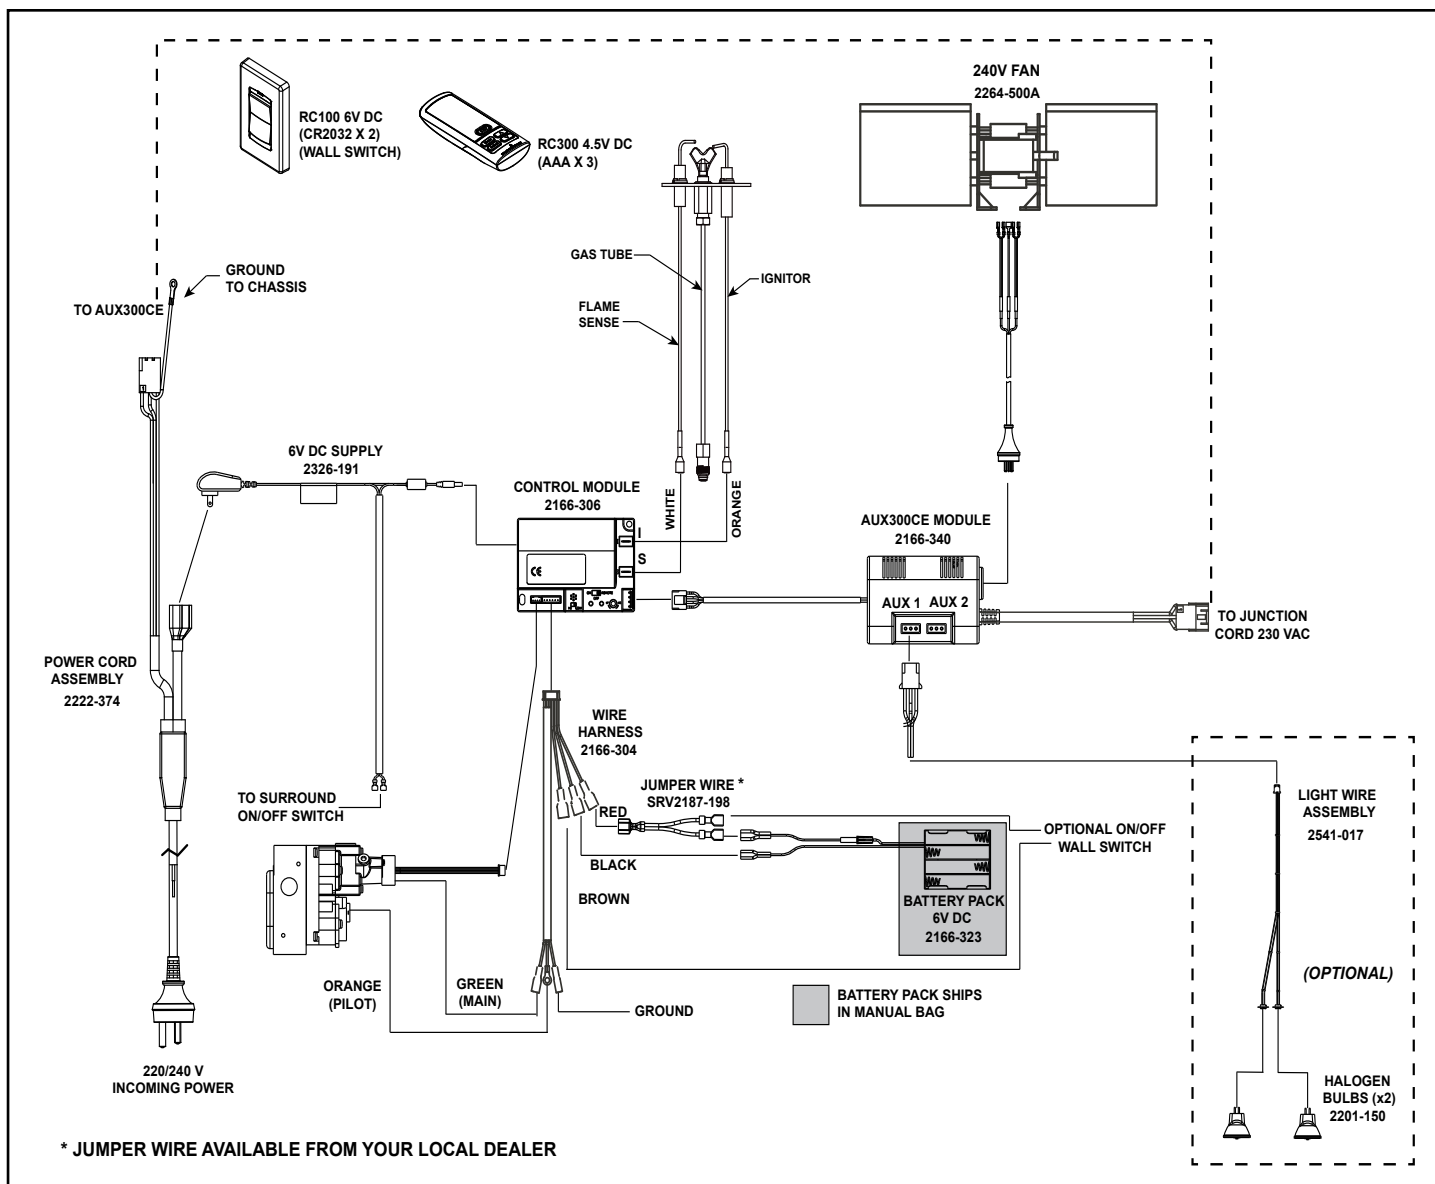 240V FAN
2264-500A
RC100 6V DC
(CR2032 X 2)
(WALL SWITCH)
RC300 4.5V DC
(AAA X 3)
GROUND
TO CHASSIS
TO AUX300CE
GAS TUBE
IGNITOR
FLAME
SENSE
6V DC SUPPLY
2326-191
CONTROL MODULE
2166-306
WHITE
ORANGE
I
S
CE
AUX300CE MODULE
2166-340
AUX 1 AUX 2
TO JUNCTION
CORD 230 VAC
POWER CORD
ASSEMBLY
2222-374
WIRE
HARNESS
2166-304
JUMPER WIRE *
SRV2187-198
RED
TO SURROUND
ON/OFF SWITCH
LIGHT WIRE
ASSEMBLY
2541-017
OPTIONAL ON/OFF
WALL SWITCH
BLACK
BROWN
BATTERY PACK
6V DC
2166-323
ORANGE
(PILOT)
GREEN
(MAIN)
GROUND
BATTERY PACK SHIPS
IN MANUAL BAG
(OPTIONAL)
220/240 V
INCOMING POWER
HALOGEN
BULBS (x2)
2201-150
* JUMPER WIRE AVAILABLE FROM YOUR LOCAL DEALER